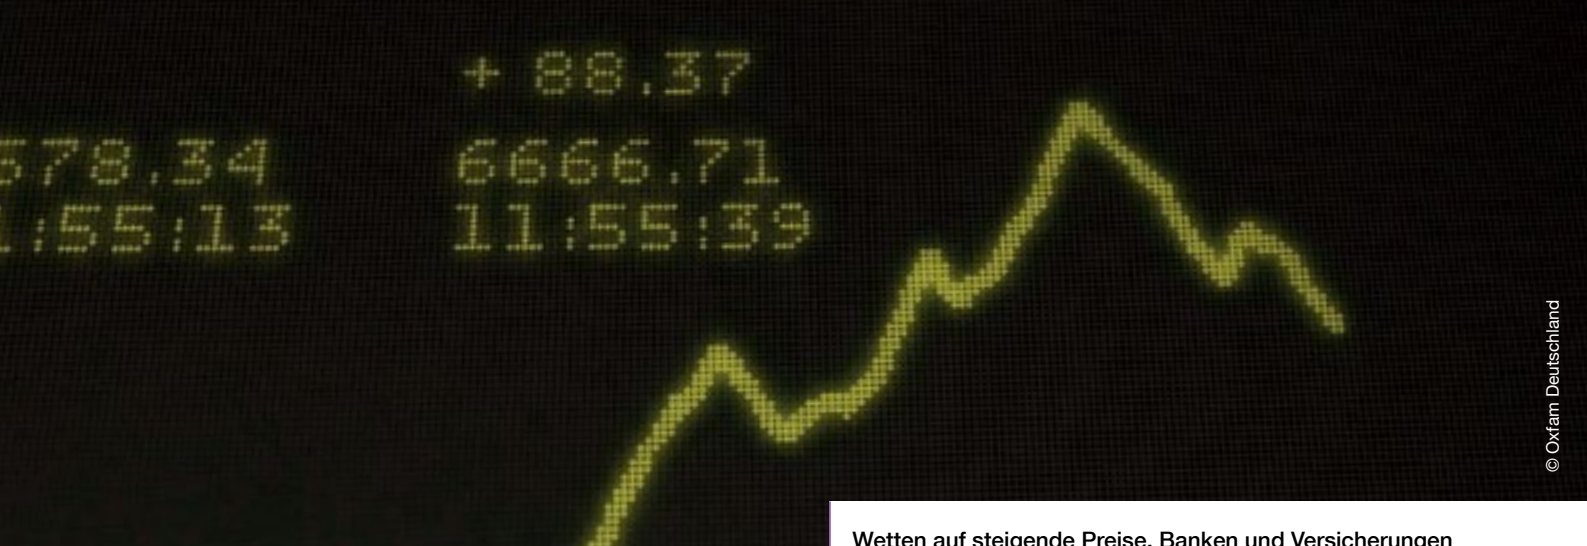 + 88.37
578.34
6666.71
1:55:13
11:55:39
© Oxfam Deutschland
Wetten auf steigende Preise. Banken und Versicherungen